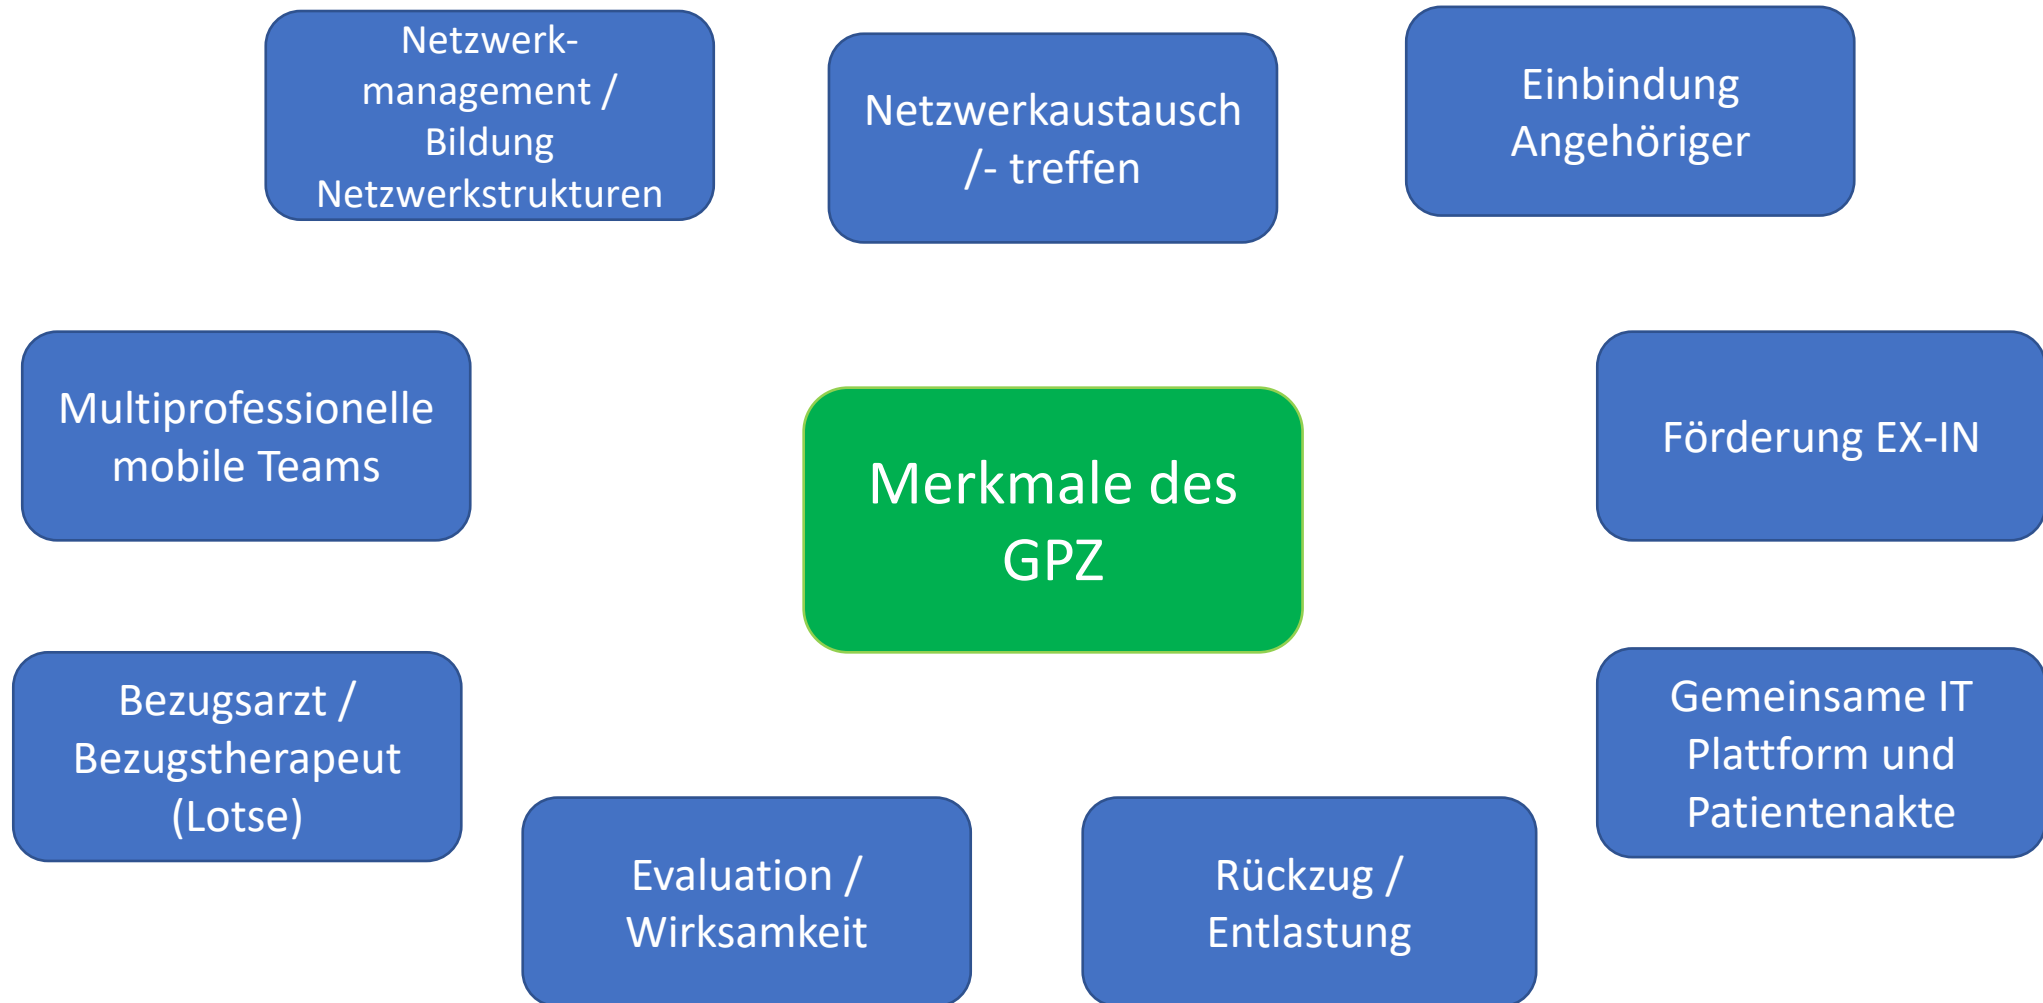 Netzwerk-
management /
Bildung
Netzwerkstrukturen
Netzwerkaustausch
/- treffen
Einbindung
Angehöriger
Multiprofessionelle
mobile Teams
Merkmale des
GPZ
Förderung EX-IN
Bezugsarzt /
Bezugstherapeut
(Lotse)
Gemeinsame IT
Plattform und
Patientenakte
Evaluation /
Wirksamkeit
Rückzug /
Entlastung